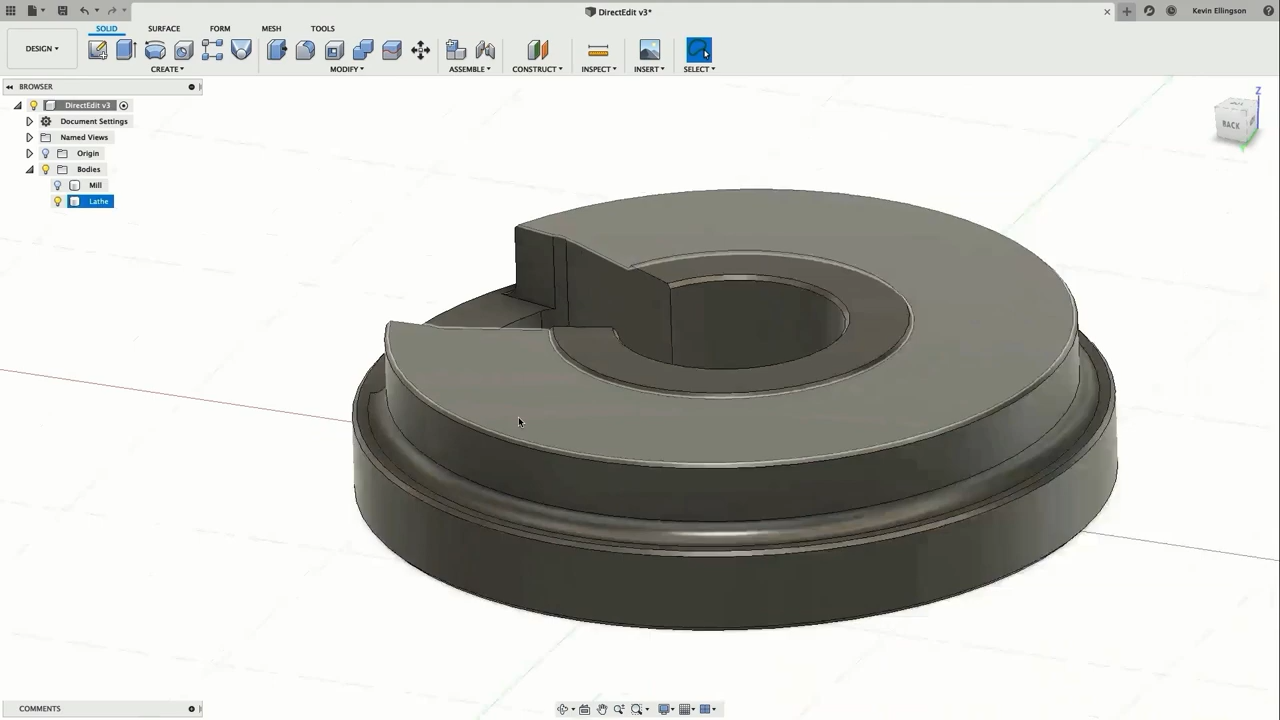 DirectEdit v3*
Kevin Ellingson
SOLID SURFACE FORM MESH TOOLS
DESIGN
CREATE MODIFY ASSEMBLE CONSTRUCT INSPECT INSERT SELECT
BROWSER
Z
DirectEdit v3
Document Settings
BACK
Named Views
Origin
Bodies
Mill
Lathe
COMMENTS